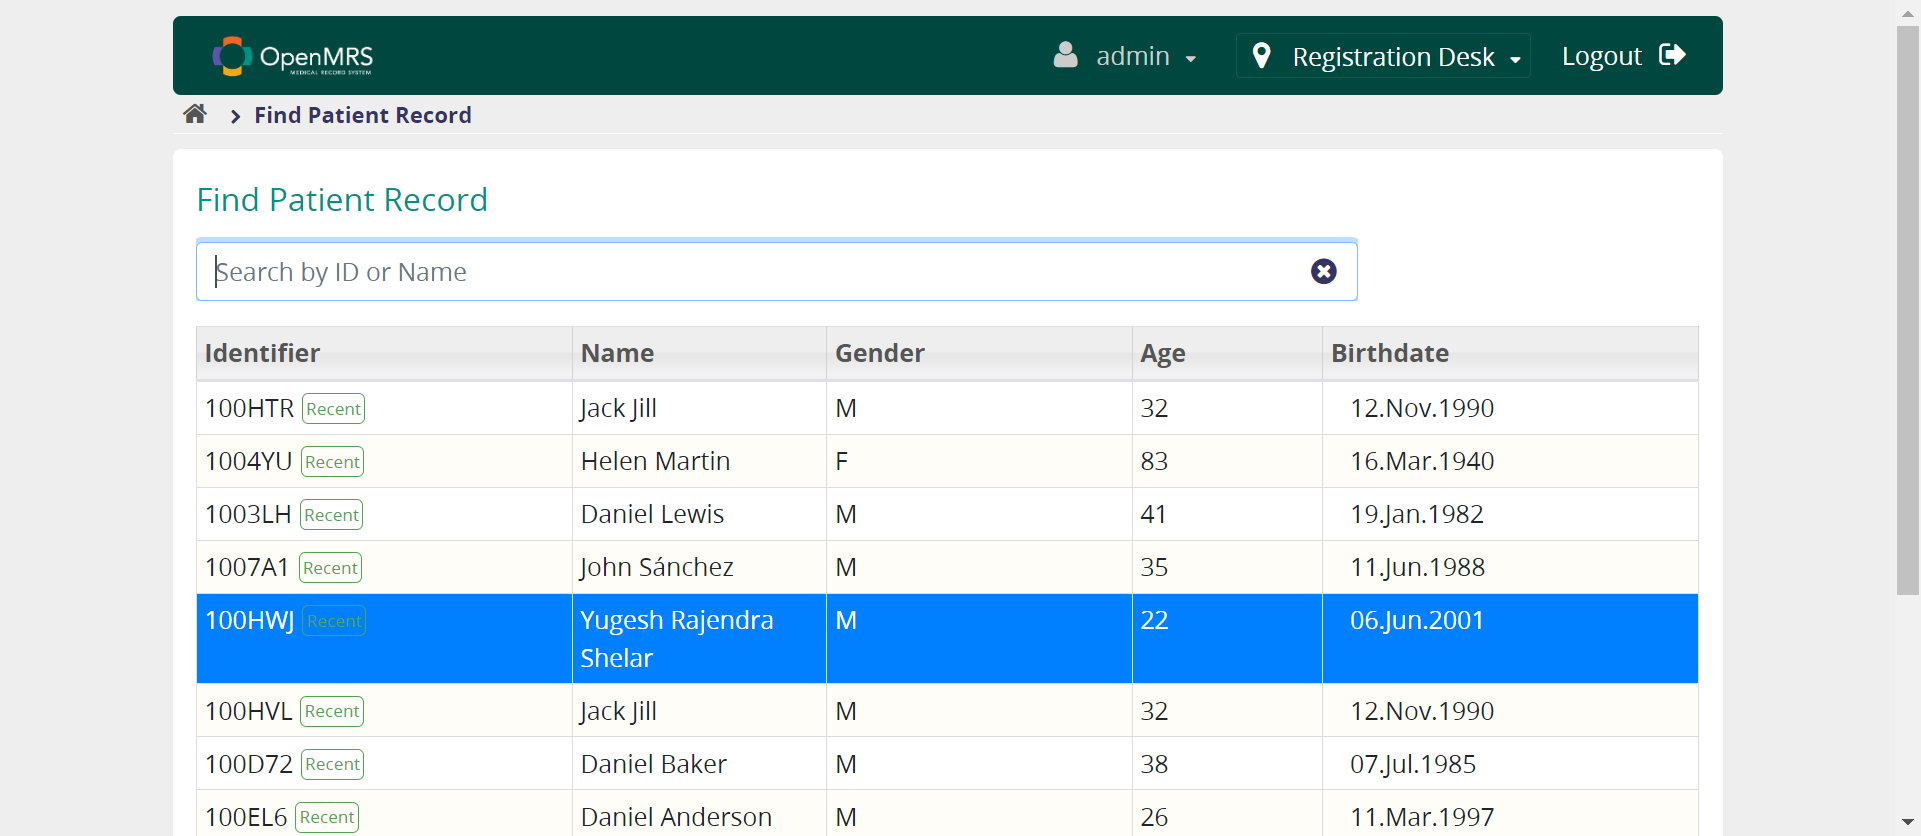 OpenMRS
MEDICAL RECORD SYSTEM
admin
Registration Desk
Logout
Find Patient Record
Find Patient Record
Search by ID or Name
Identifier Name Gender Age Birthdate
100HTR Recent Jack Jill M 32 12.Nov.1990
1004YU Recent Helen Martin F 83 16.Mar.1940
1003LH Recent Daniel Lewis M 41 19.Jan.1982
1007A1 Recent John Sánchez M 35 11.Jun.1988
100HWJ Recent Yugesh Rajendra M 22 06.Jun.2001
Shelar
100HVL Recent Jack Jill M 32 12.Nov.1990
100D72 Recent Daniel Baker M 38 07.Jul.1985
100EL6 Recent Daniel Anderson M 26 11.Mar.1997